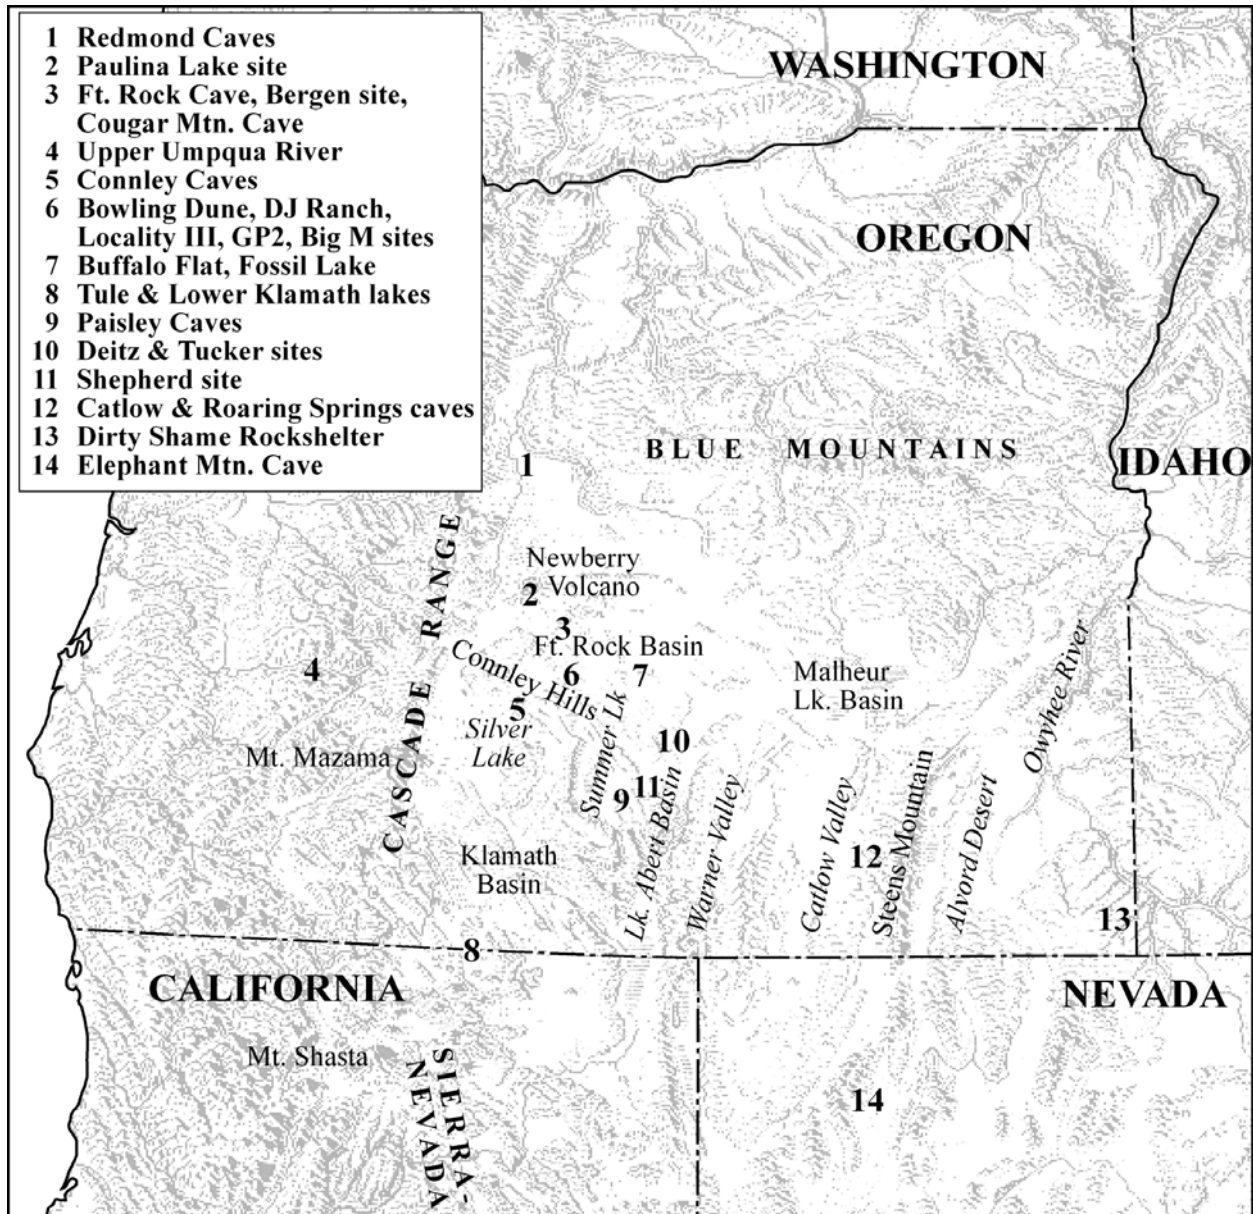 1 Redmond Caves
2 Paulina Lake site
3 Ft. Rock Cave, Bergen site,
Cougar Mtn. Cave
4 Upper Umpqua River
5 Connley Caves
6 Bowling Dune, DJ Ranch,
Locality III, GP2, Big M sites
7 Buffalo Flat, Fossil Lake
8 Tule & Lower Klamath lakes
9 Paisley Caves
10 Deitz & Tucker sites
11 Shepherd site
12 Catlow & Roaring Springs caves
13 Dirty Shame Rockshelter
14 Elephant Mtn. Cave
WASHINGTON
OREGON
BLUE MOUNTAINS
IDAHO
1
CASCADE RANGE
Newberry
Volcano
2
3
Ft. Rock Basin
4
Connley Hills
6
7
5
Silver
Lake
Summer Lk
Malheur
Lk. Basin
Owyhee River
Mt. Mazama
10
11
9
Lk. Abert Basin
Warner Valley
Catlow Valley
12
Steens Mountain
Alvord Desert
Klamath
Basin
13
8
CALIFORNIA
NEVADA
Mt. Shasta
SIERRA-
NEVADA
14